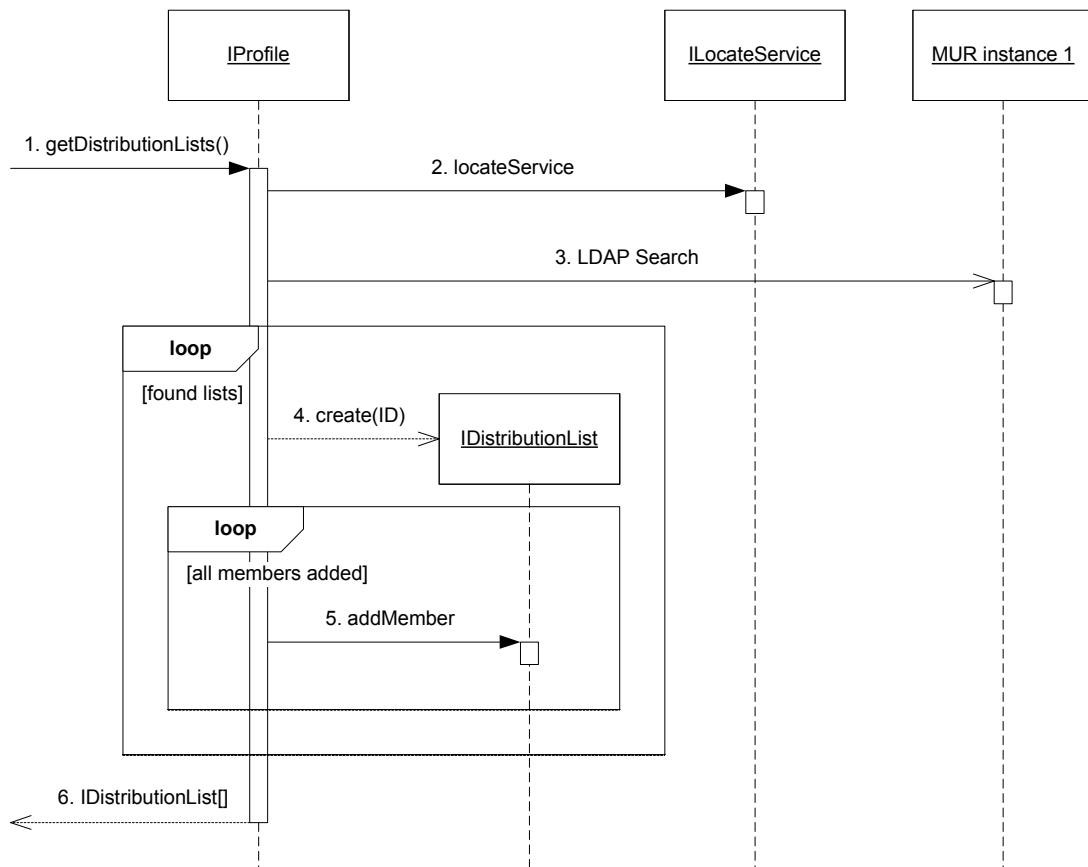 IProfile
ILocateService
MUR instance 1
1. getDistributionLists()
2. locateService
3. LDAP Search
loop
[found lists]
4. create(ID)
IDistributionList
loop
[all members added]
5. addMember
6. IDistributionList[]